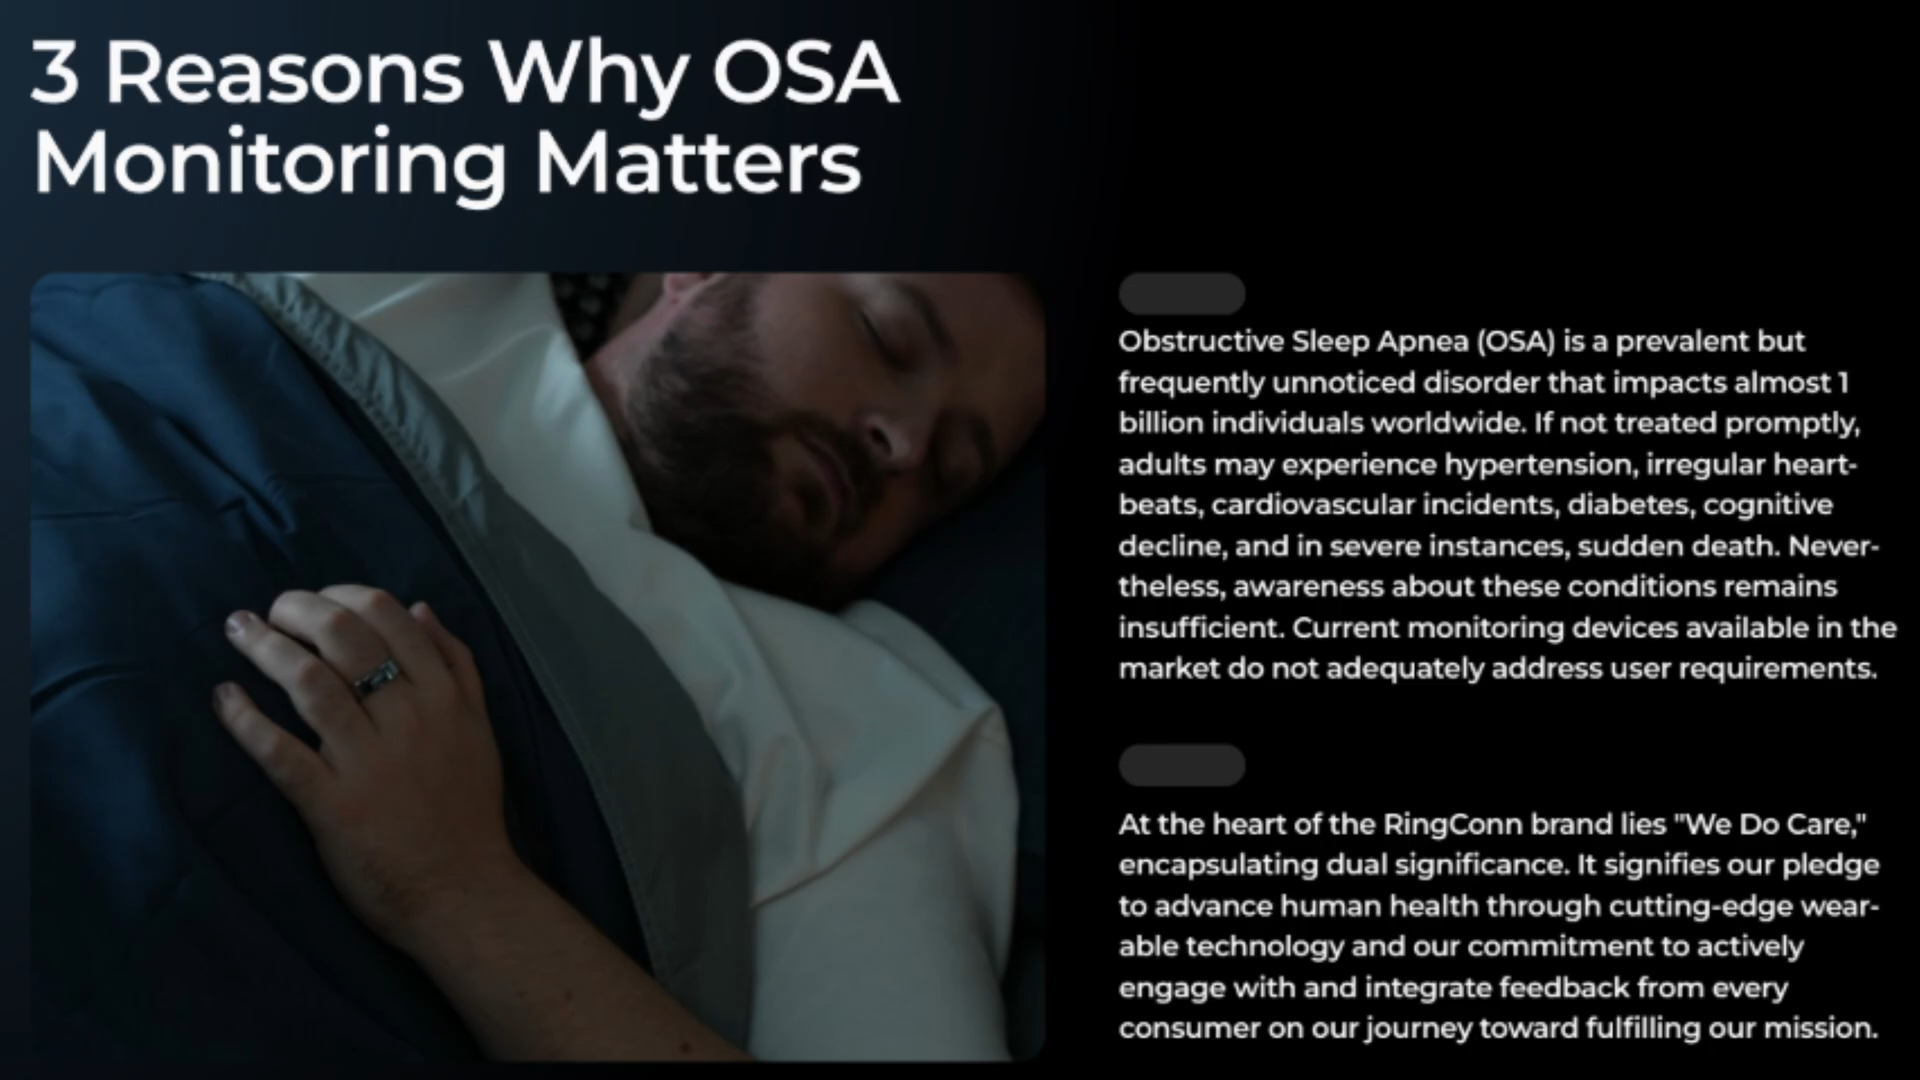 3 Reasons Why OSA
Monitoring Matters
Obstructive Sleep Apnea (OSA) is a prevalent but
frequently unnoticed disorder that impacts almost 1
billion individuals worldwide. If not treated promptly,
adults may experience hypertension, irregular heart-
beats, cardiovascular incidents, diabetes, cognitive
decline, and in severe instances, sudden death. Never-
theless, awareness about these conditions remains
insufficient. Current monitoring devices available in the
market do not adequately address user requirements.
At the heart of the RingConn brand lies "We Do Care,"
encapsulating dual significance. It signifies our pledge
to advance human health through cutting-edge wear-
able technology and our commitment to actively
engage with and integrate feedback from every
consumer on our journey toward fulfilling our mission.